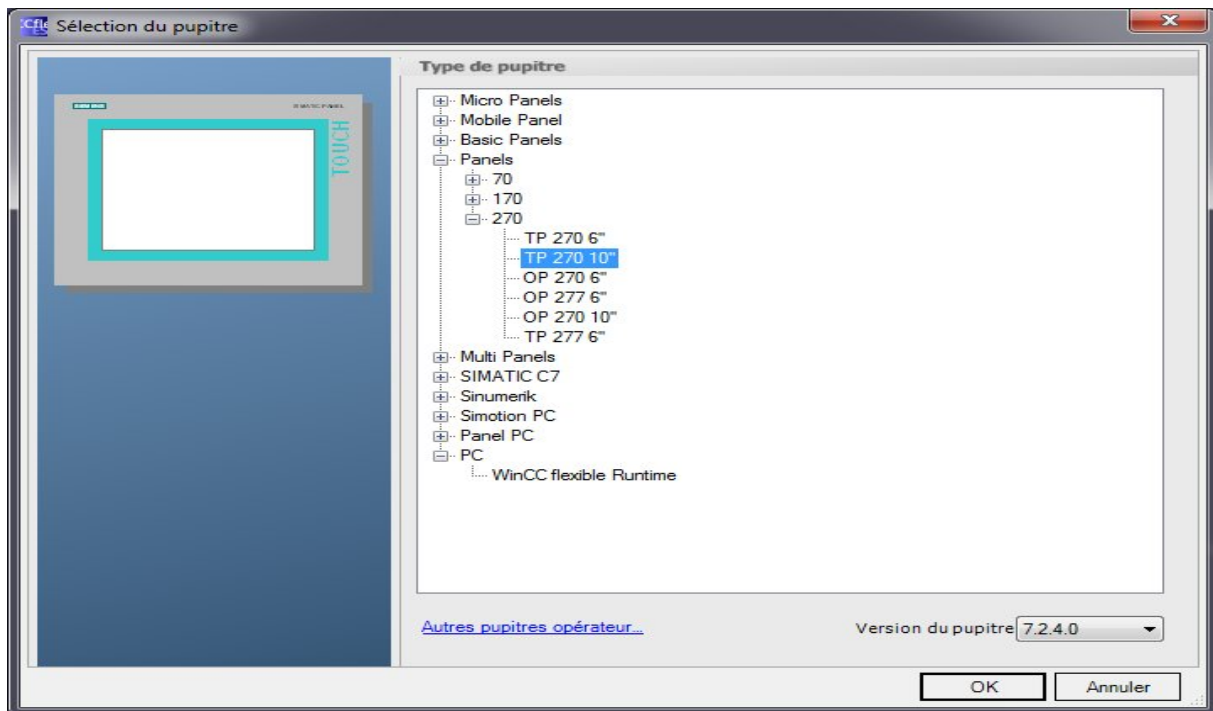 Sélection du pupitre
Type de pupitre
SIMATIC PANEL
TOUCH
Micro Panels
Mobile Panel
Basic Panels
Panels
70
170
270
TP 270 6"
TP 270 10"
OP 270 6"
OP 277 6"
OP 270 10"
TP 277 6"
Multi Panels
SIMATIC C7
Sinumerik
Simotion PC
Panel PC
PC
WinCC flexible Runtime
Autres pupitres opérateur...
Version du pupitre 7.2.4.0
OK Annuler